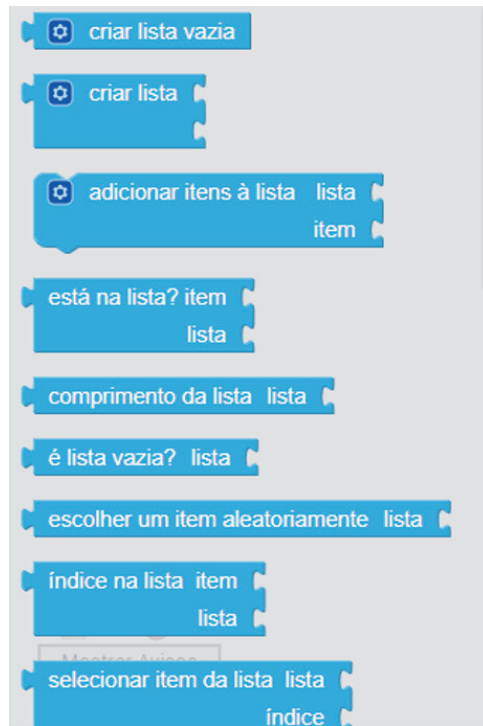 criar lista vazia
criar lista
adicionar itens à lista lista
item
está na lista? item
lista
comprimento da lista lista
é lista vazia? lista
escolher um item aleatoriamente lista
índice na lista item
lista
Mostrar Avisos
selecionar item da lista lista
índice